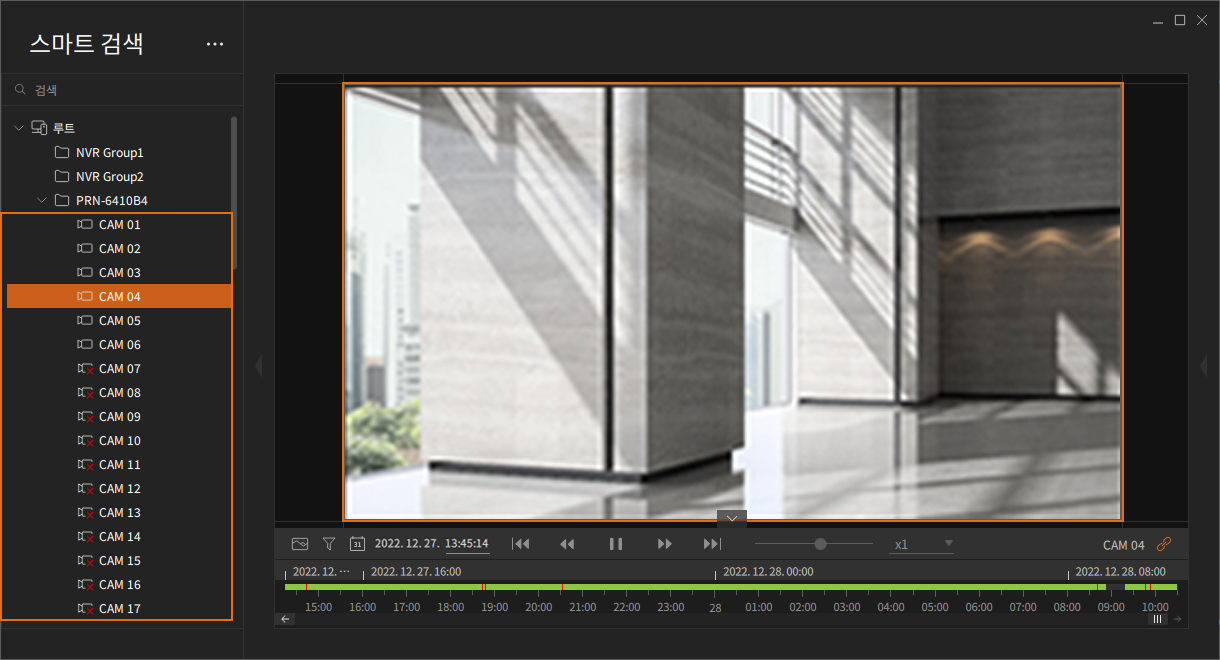 스마트 검색
검색
루트
NVR Group1
NVR Group2
PRN-6410B4
CAM 01
CAM 02
CAM 03
CAM 04
CAM 05
CAM 06
CAM 07
CAM 08
CAM 09
CAM 10
CAM 11
CAM 12
CAM 13
CAM 14
CAM 15
CAM 16
CAM 17
31 2022. 12. 27. 13:45:14 x1 CAM 04
2022. 12. ··· 2022. 12. 27. 16:00 2022. 12. 28. 00:00 2022. 12. 28. 08:00
15:00 16:00 17:00 18:00 19:00 20:00 21:00 22:00 23:00 28 01:00 02:00 03:00 04:00 05:00 06:00 07:00 08:00 09:00 10:00